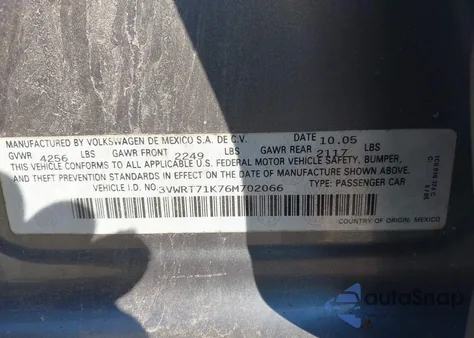 MANUFACTURED BY VOLKSWAGEN DE MEXICO S.A. DE C.V. DATE 10.05
GVWR 4256 LBS GAWR FRONT 2249 LBS GAWR REAR 2117 LBS
THIS VEHICLE CONFORMS TO ALL APPLICABLE U.S. FEDERAL MOTOR VEHICLE SAFETY, BUMPER,
AND THEFT PREVENTION STANDARDS IN EFFECT ON THE DATE OF MANUFACTURE SHOWN ABOVE.
VEHICLE I.D. NO. 3VWRT71K76M702066 TYPE: PASSENGER CAR
COUNTRY OF ORIGIN: MEXICO
autoSnap